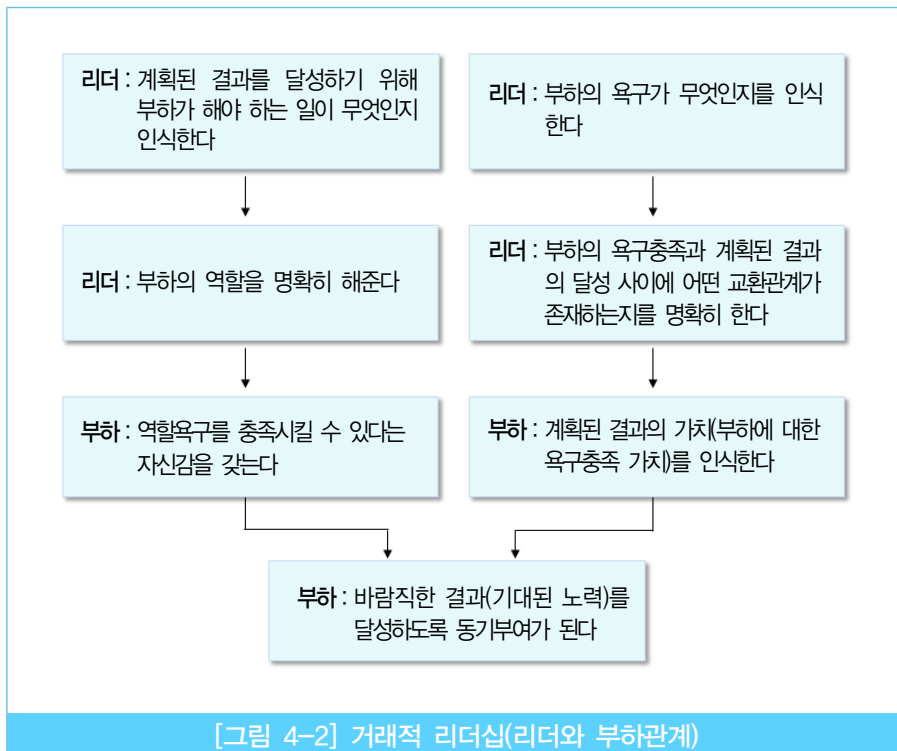 리더 : 계획된 결과를 달성하기 위해
부하가 해야 하는 일이 무엇인지
인식한다
리더 : 부하의 욕구가 무엇인지를 인식
한다
리더 : 부하의 역할을 명확히 해준다
리더 : 부하의 욕구충족과 계획된 결과
의 달성 사이에 어떤 교환관계가
존재하는지를 명확히 한다
부하 : 역할욕구를 충족시킬 수 있다는
자신감을 갖는다
부하 : 계획된 결과의 가치(부하에 대한
욕구충족 가치)를 인식한다
부하 : 바람직한 결과(기대된 노력)를
달성하도록 동기부여가 된다
[그림 4-2] 거래적 리더십(리더와 부하관계)